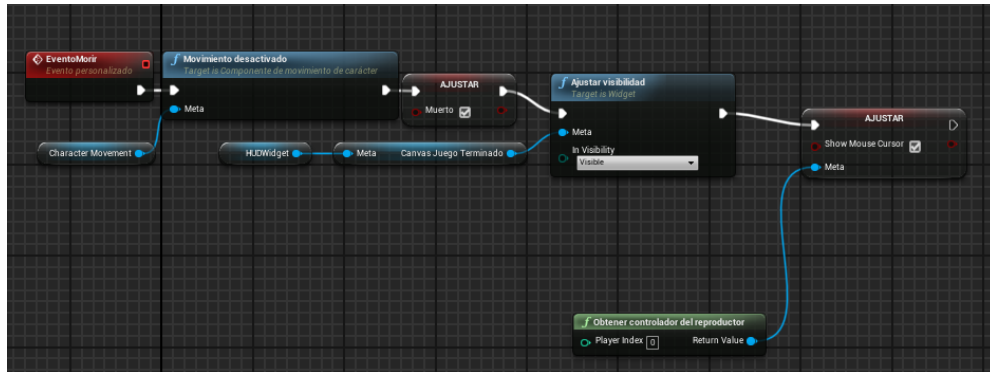 EventoMorir
Evento personalizado
Movimiento desactivado
Target is Componente de movimiento de carácter
Meta
Character Movement
AJUSTAR
Muerto
HUDWidget
Meta
Canvas Juego Terminado
Ajustar visibilidad
Target is Widget
Meta
In Visibility
Visible
AJUSTAR
Show Mouse Cursor
Meta
Obtener controlador del reproductor
Player Index 0
Return Value